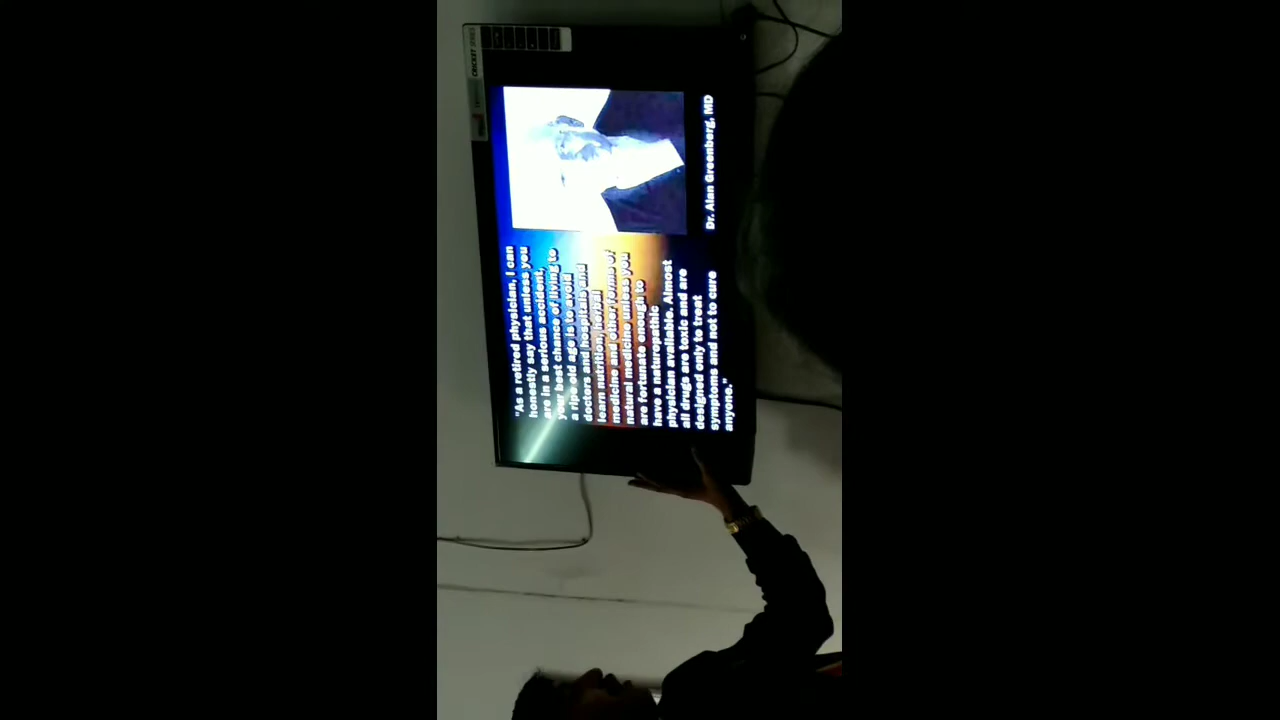 "As a retired physician, I can
honestly say that unless you
are in a serious accident,
your best chance of living to
a ripe old age is to avoid
doctors and hospitals and
learn nutrition, herbal
medicine and other forms of
natural medicine unless you
are fortunate enough to
have a naturopathic
physician available. Almost
all drugs are toxic and are
designed only to treat
symptoms and not to cure
anyone."
Dr. Alan Greenberg, MD
CRICKET SERIES